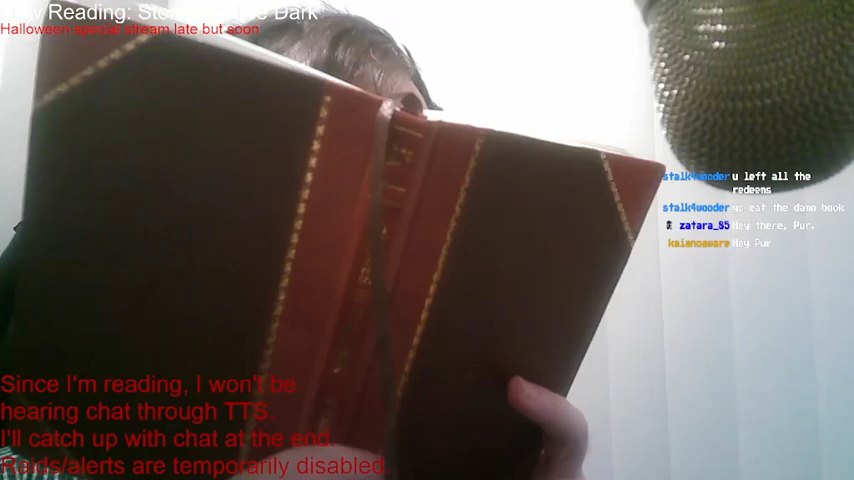 Now Reading: Sto Dark
Halloween special stream late but soon
stalk4wooder u left all the
redeems
stalk4wooder go eat the damn book
zatara_85 Hey there, Pur.
kaianoaware Hey Pur
Since I'm reading, I won't be
hearing chat through TTS.
I'll catch up with chat at the end.
Raids/alerts are temporarily disabled.